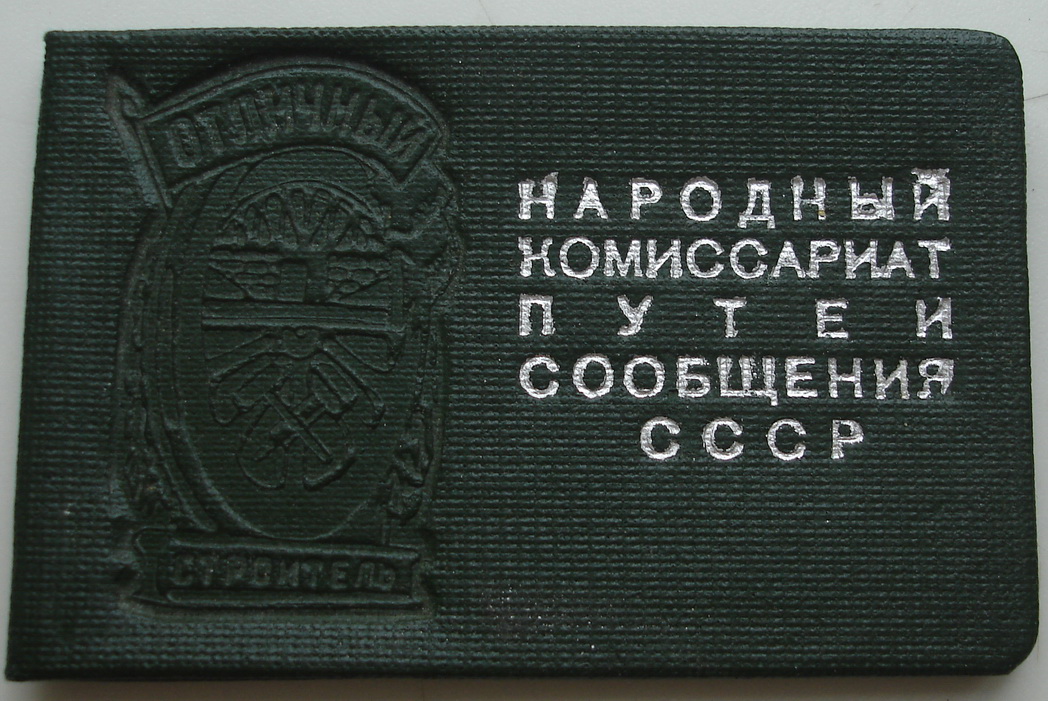 ОТЛИЧНЫЙ
СТРОИТЕЛЬ
НАРОДНЫЙ
КОМИССАРИАТ
ПУТЕЙ
СООБЩЕНИЯ
СССР